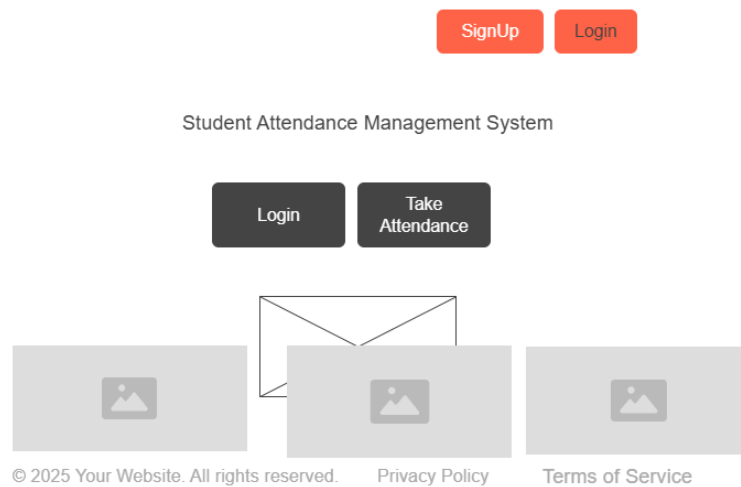 SignUp
Login
Student Attendance Management System
Login
Take
Attendance
© 2025 Your Website. All rights reserved.
Privacy Policy
Terms of Service